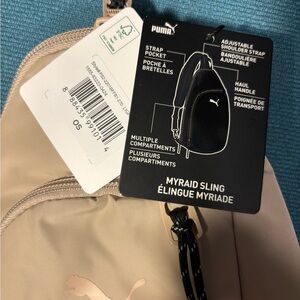 PUMA
STRAP
POCKET
POCHE À
BRETELLES
ADJUSTABLE
SHOULDER STRAP
BANDOULIÈRE
AJUSTABLE
HAUL
HANDLE
POIGNÉE DE
TRANSPORT
MULTIPLE
COMPARTMENTS
PLUSIEURS
COMPARTIMENTS
MYRAID SLING
ÉLINGUE MYRIADE
FSC
OS